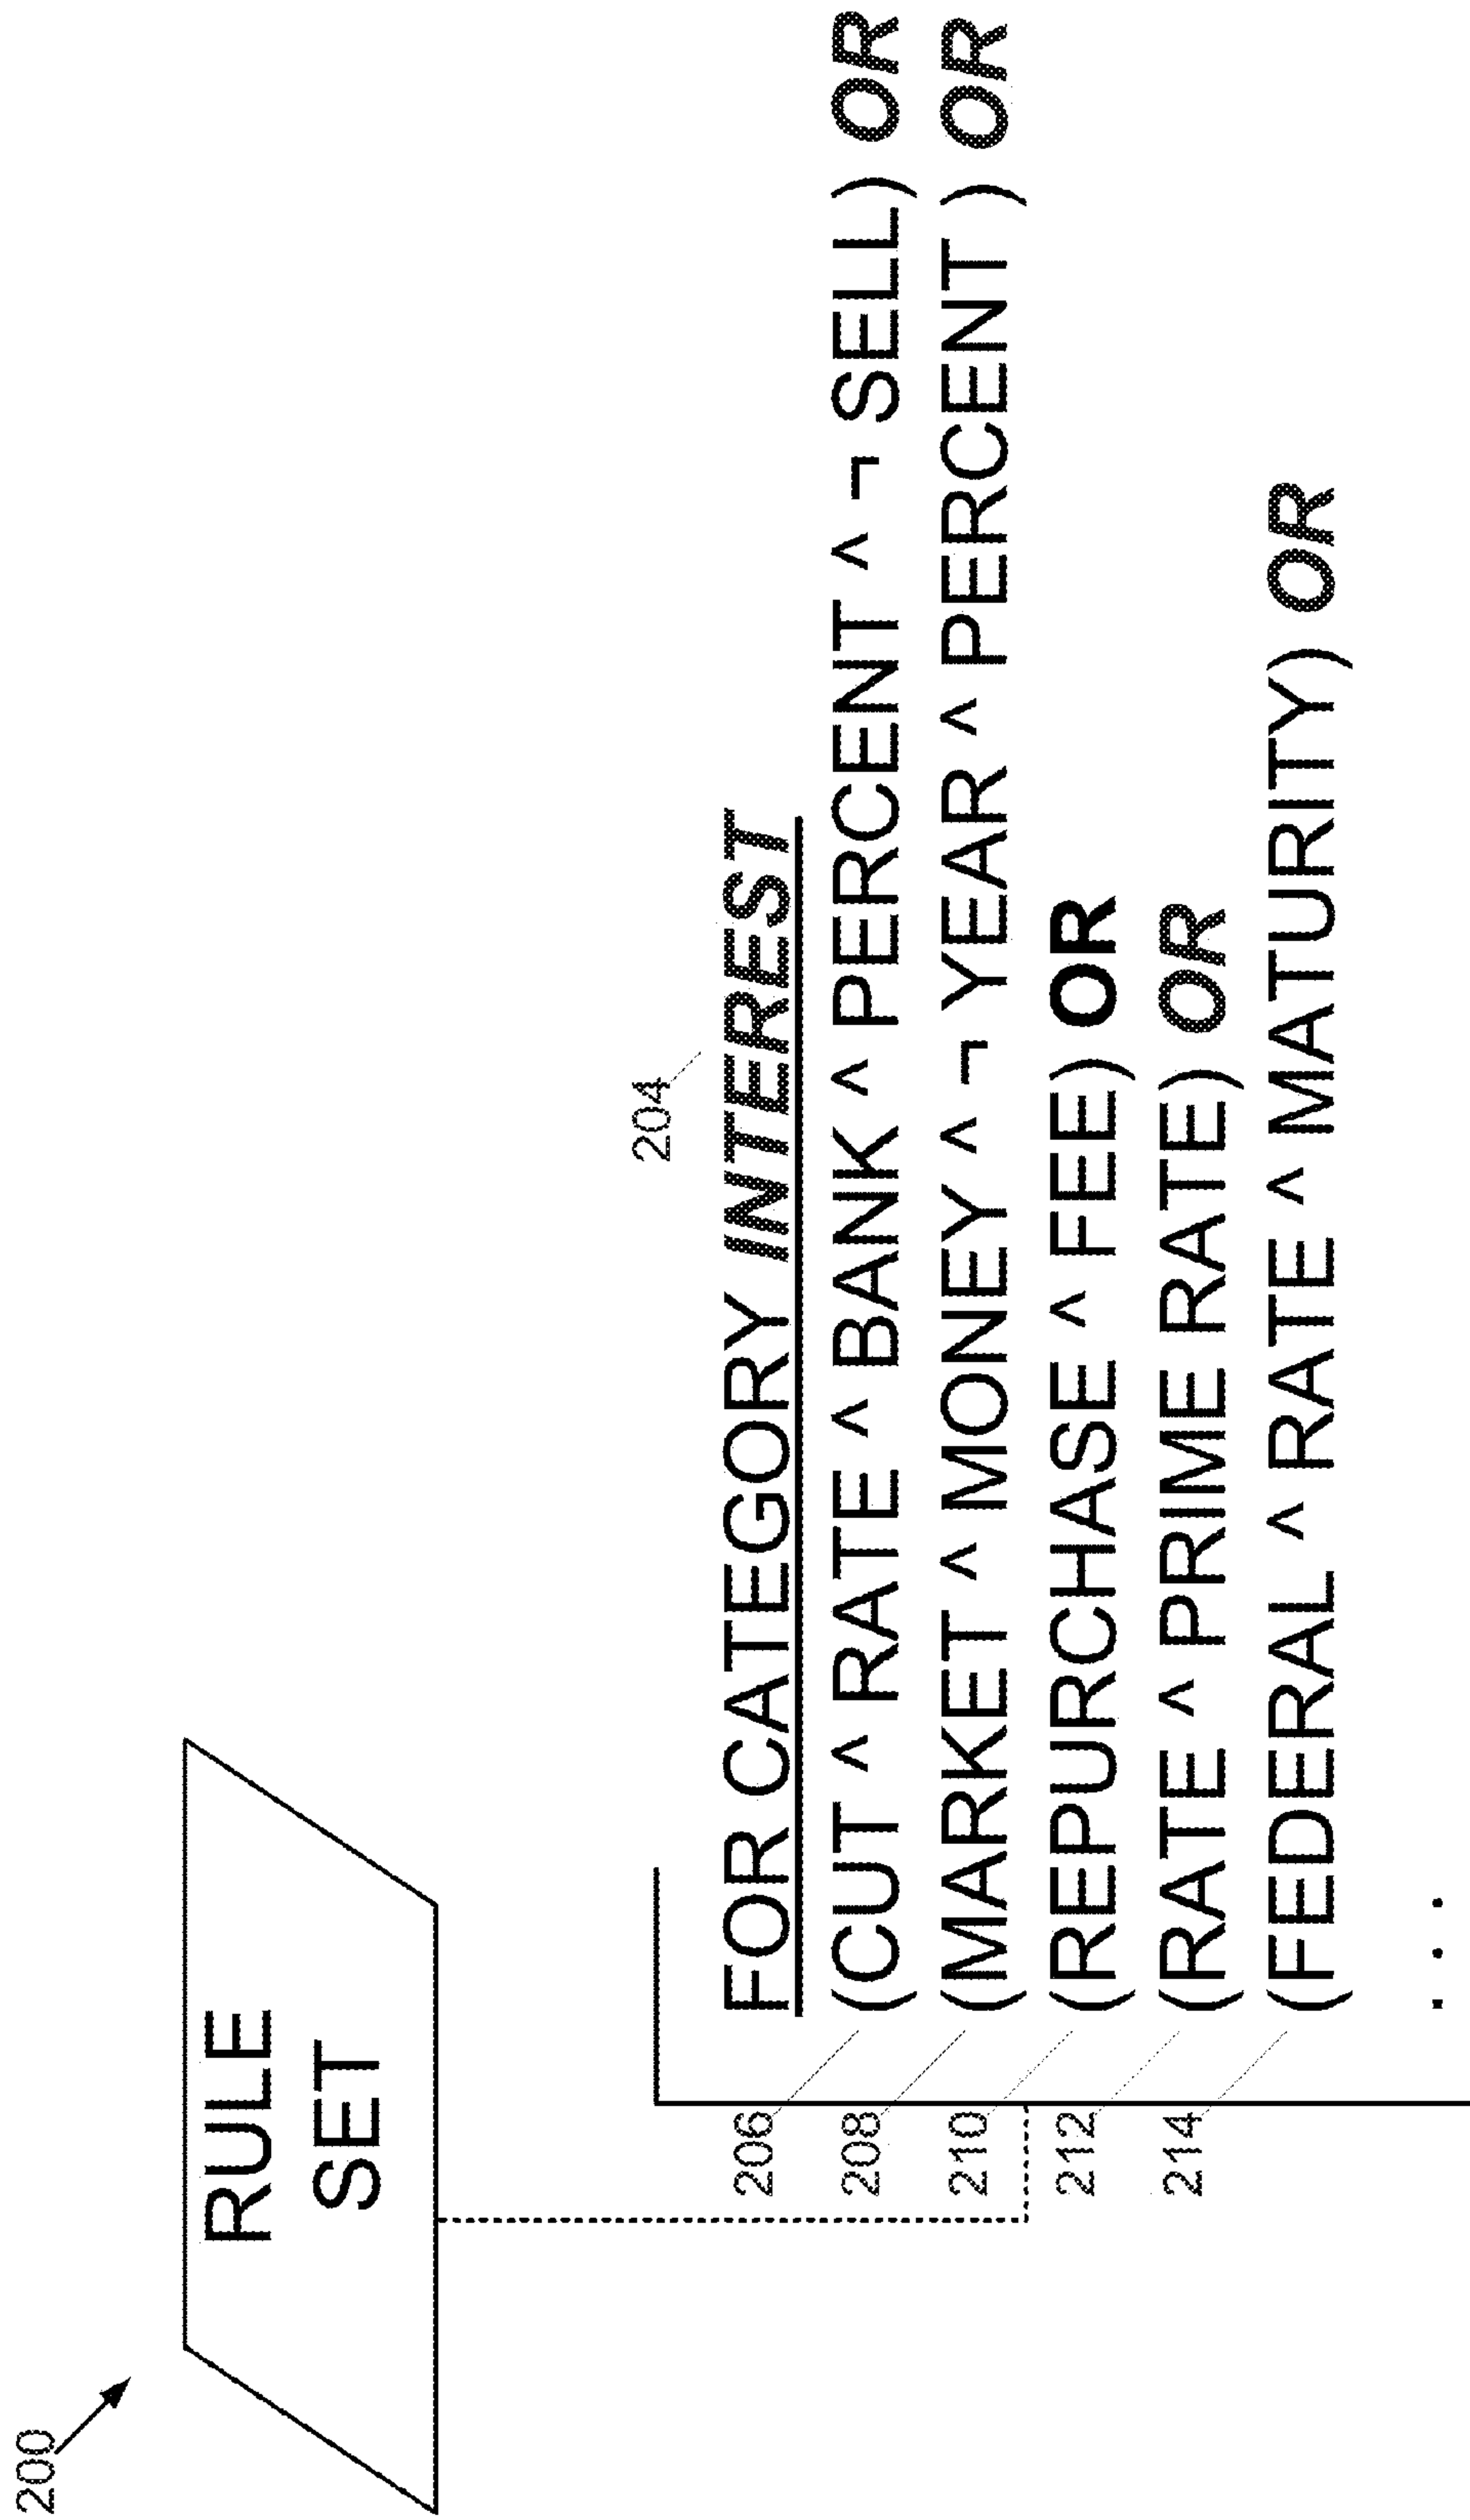 200
RULE
SET
204
FOR CATEGORY INTEREST
206 (CUT ^ RATE ^ BANK ^ PERCENT ^ ¬ SELL) OR
208 (MARKET ^ MONEY ^ ¬ YEAR ^ PERCENT ) OR
210 (REPURCHASE ^ FEE) OR
212 (RATE ^ PRIME RATE) OR
214 (FEDERAL ^ RATE ^ MATURITY) OR
. . .